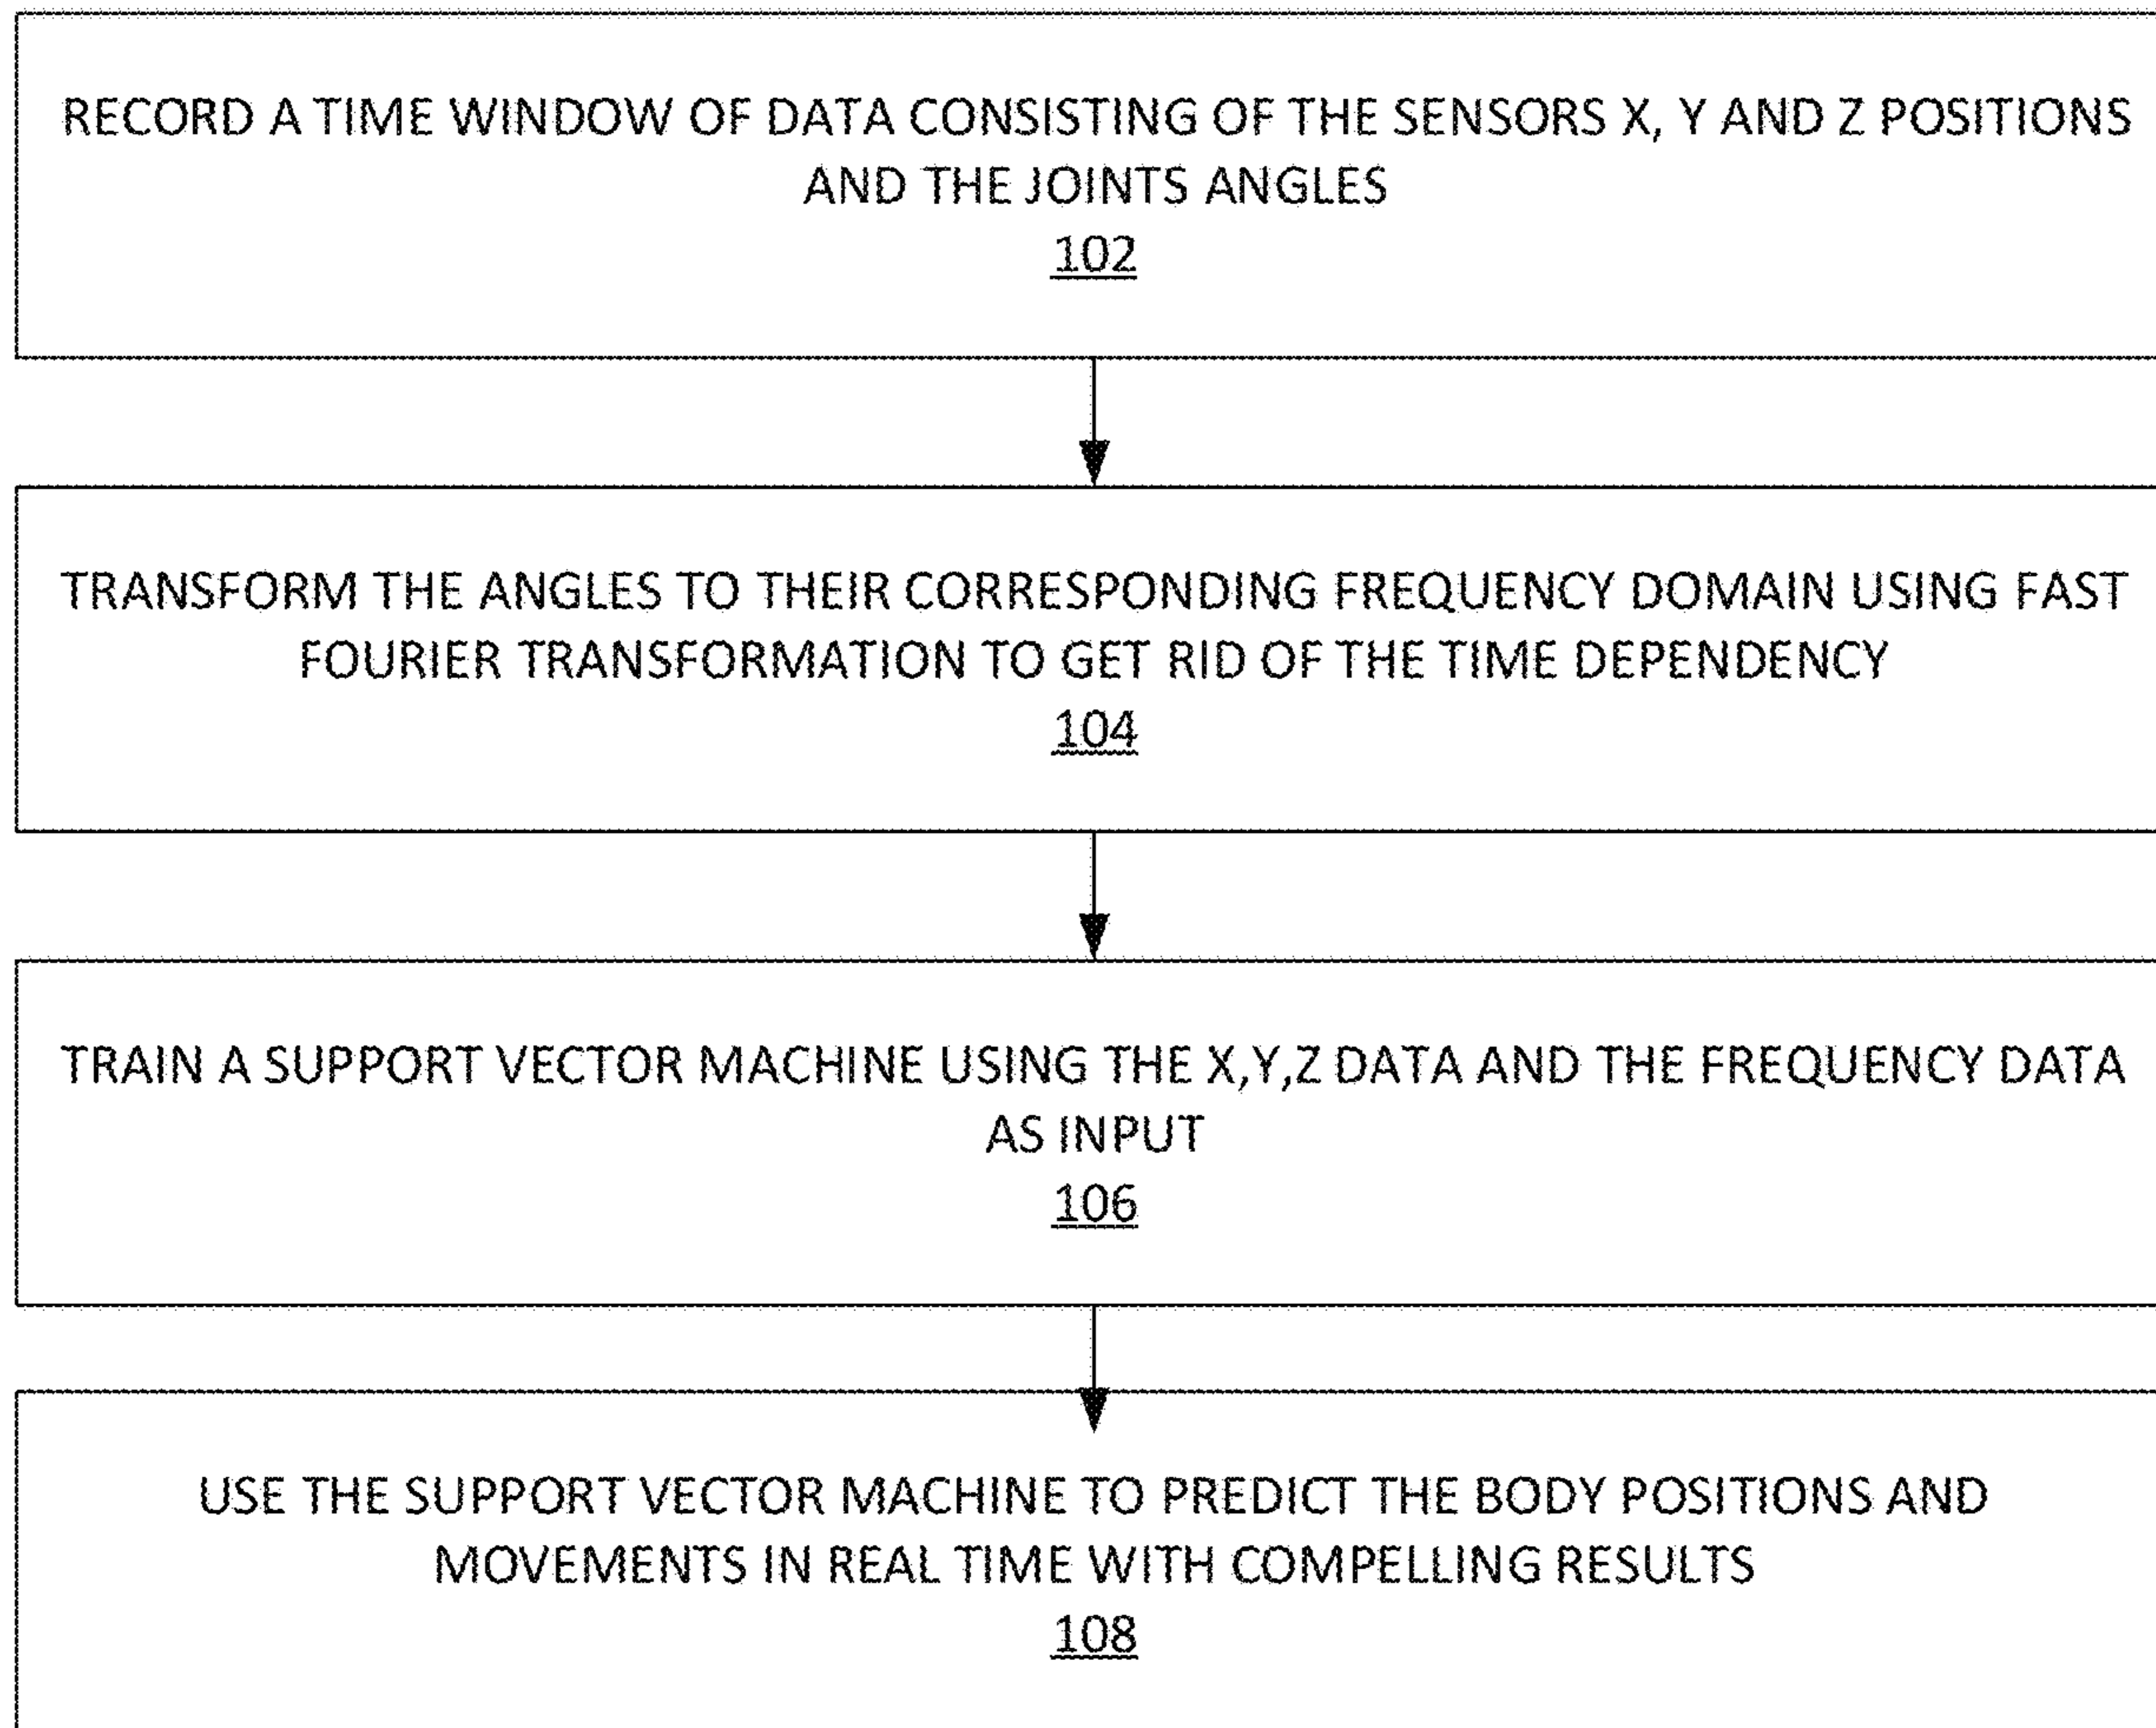 RECORD A TIME WINDOW OF DATA CONSISTING OF THE SENSORS X, Y AND Z POSITIONS
AND THE JOINTS ANGLES
102
TRANSFORM THE ANGLES TO THEIR CORRESPONDING FREQUENCY DOMAIN USING FAST
FOURIER TRANSFORMATION TO GET RID OF THE TIME DEPENDENCY
104
TRAIN A SUPPORT VECTOR MACHINE USING THE X,Y,Z DATA AND THE FREQUENCY DATA
AS INPUT
106
USE THE SUPPORT VECTOR MACHINE TO PREDICT THE BODY POSITIONS AND
MOVEMENTS IN REAL TIME WITH COMPELLING RESULTS
108